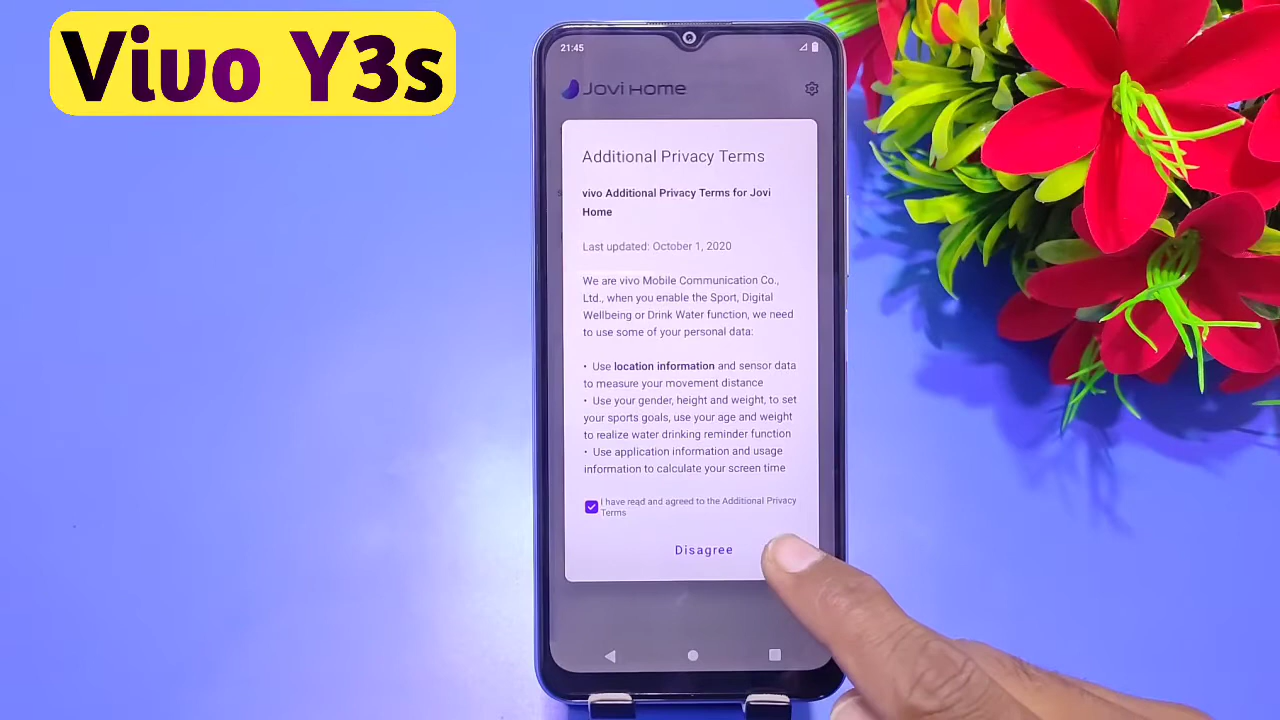 Vivo Y3s
21:45
Jovi Home
Additional Privacy Terms
vivo Additional Privacy Terms for Jovi
Home
Last updated: October 1, 2020
We are vivo Mobile Communication Co.,
Ltd., when you enable the Sport, Digital
Wellbeing or Drink Water function, we need
to use some of your personal data:
• Use location information and sensor data
to measure your movement distance
• Use your gender, height and weight, to set
your sports goals, use your age and weight
to realize water drinking reminder function
• Use application information and usage
information to calculate your screen time
I have read and agreed to the Additional Privacy
Terms
Disagree